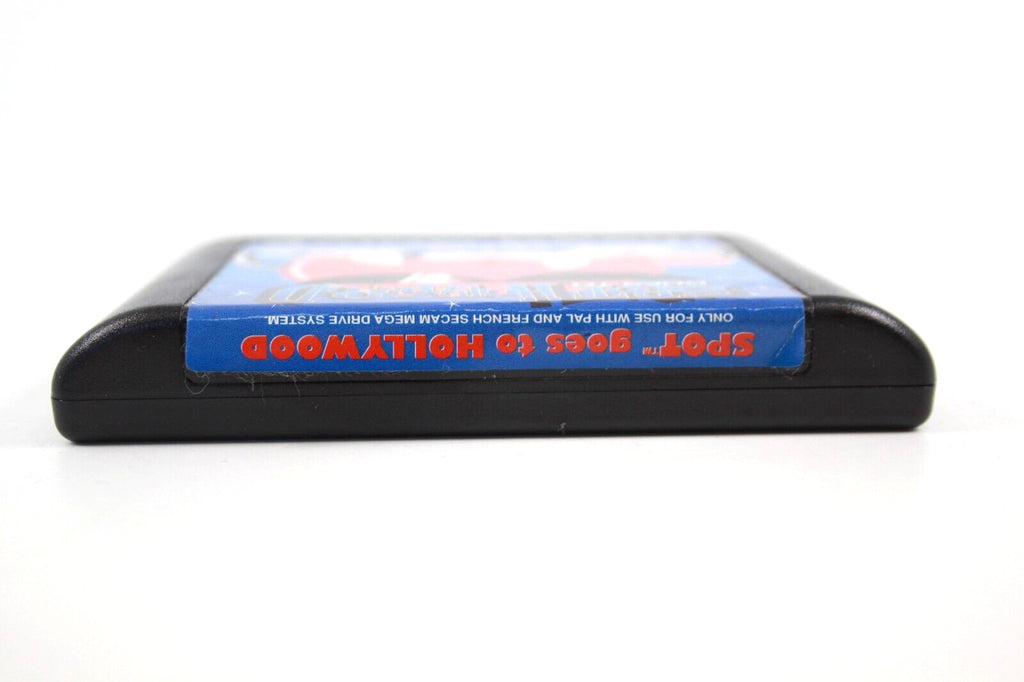 SPOT™ goes to HOLLYWOOD
ONLY FOR USE WITH PAL AND FRENCH SECAM MEGA DRIVE SYSTEM